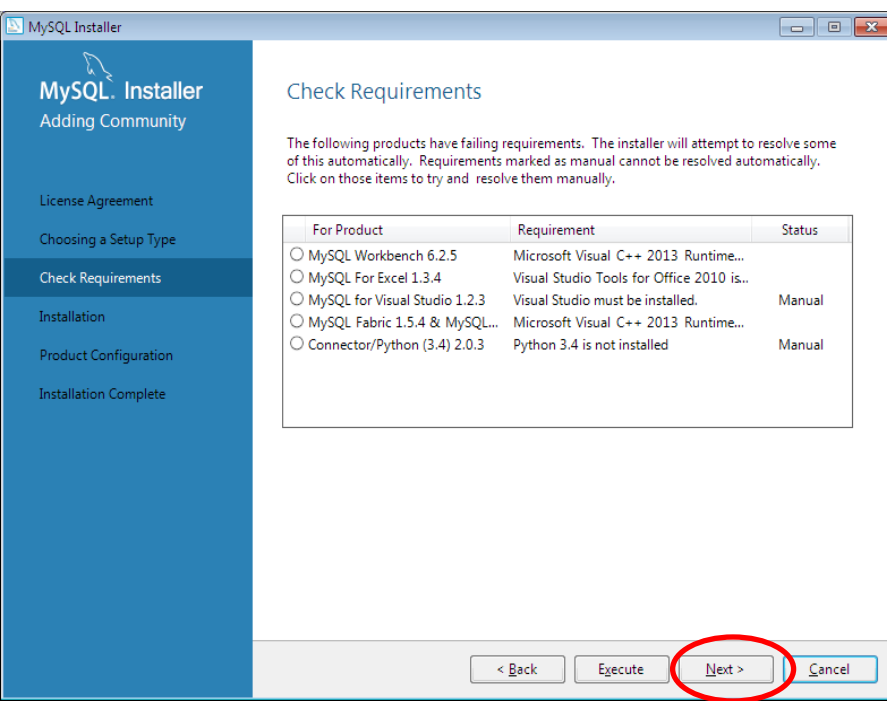 MySQL Installer
MySQL. Installer
Adding Community
License Agreement
Choosing a Setup Type
Check Requirements
Installation
Product Configuration
Installation Complete
Check Requirements
The following products have failing requirements. The installer will attempt to resolve some
of this automatically. Requirements marked as manual cannot be resolved automatically.
Click on those items to try and resolve them manually.
For Product Requirement Status
MySQL Workbench 6.2.5 Microsoft Visual C++ 2013 Runtime...
MySQL For Excel 1.3.4 Visual Studio Tools for Office 2010 is...
MySQL for Visual Studio 1.2.3 Visual Studio must be installed. Manual
MySQL Fabric 1.5.4 & MySQL... Microsoft Visual C++ 2013 Runtime...
Connector/Python (3.4) 2.0.3 Python 3.4 is not installed Manual
< Back Execute Next > Cancel